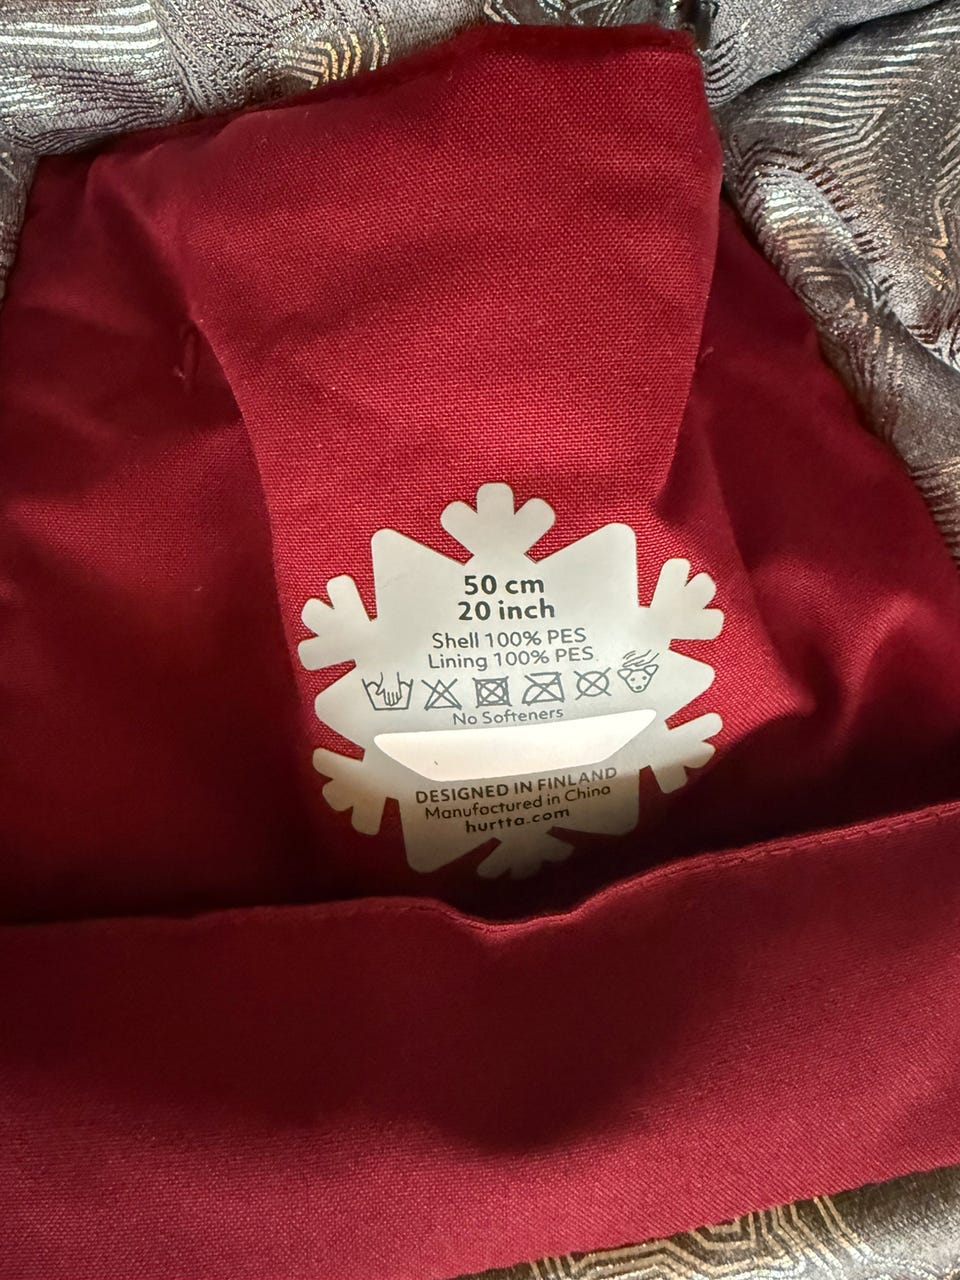 50 cm
20 inch
Shell 100% PES
Lining 100% PES
No Softeners
DESIGNED IN FINLAND
Manufactured in China
hurtta.com